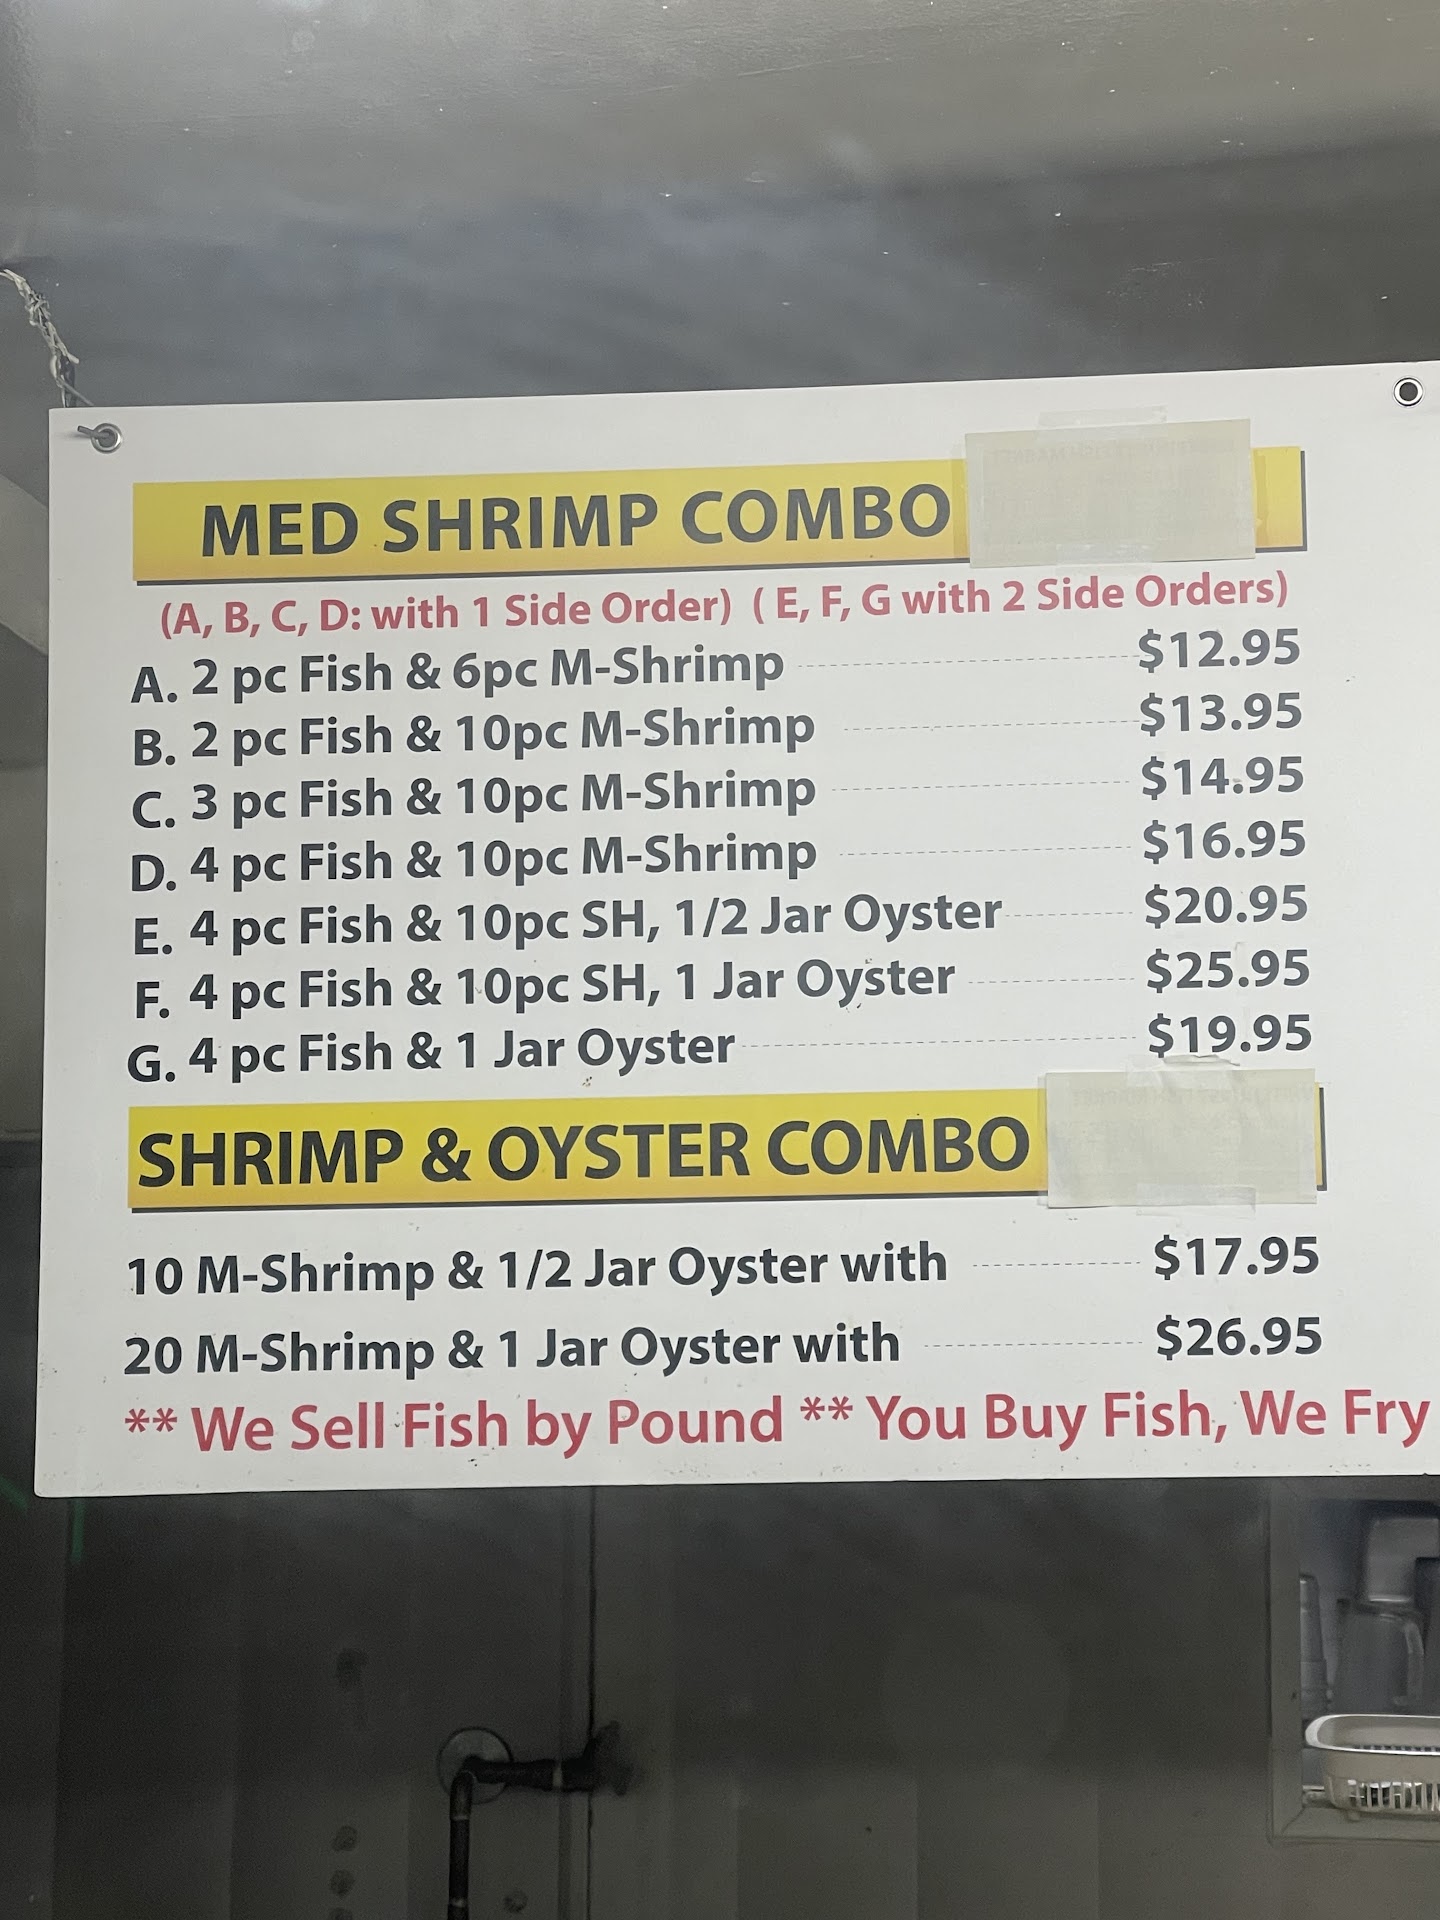 MED SHRIMP COMBO
(A, B, C, D: with 1 Side Order) ( E, F, G with 2 Side Orders)
A. 2 pc Fish & 6pc M-Shrimp $12.95
B. 2 pc Fish & 10pc M-Shrimp $13.95
C. 3 pc Fish & 10pc M-Shrimp $14.95
D. 4 pc Fish & 10pc M-Shrimp $16.95
E. 4 pc Fish & 10pc SH, 1/2 Jar Oyster $20.95
F. 4 pc Fish & 10pc SH, 1 Jar Oyster $25.95
G. 4 pc Fish & 1 Jar Oyster $19.95
SHRIMP & OYSTER COMBO
10 M-Shrimp & 1/2 Jar Oyster with $17.95
20 M-Shrimp & 1 Jar Oyster with $26.95
** We Sell Fish by Pound ** You Buy Fish, We Fry